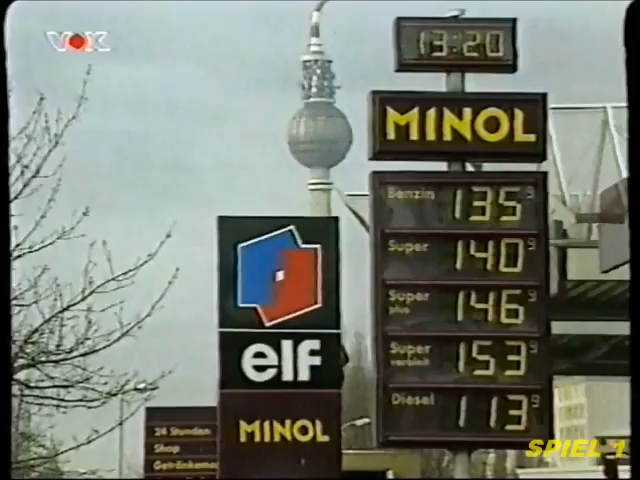 VOX
13:20
MINOL
Benzin 135⁹
Super 140⁹
Super plus 146⁹
Super verbleit 153⁹
Diesel 113⁹
elf
MINOL
24 Stunden
Shop
Getränkemarkt
SPIEL 1